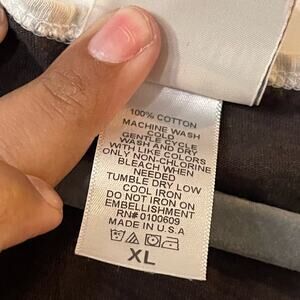 100% COTTON
MACHINE WASH
COLD
GENTLE CYCLE
WASH AND DRY
WITH LIKE COLORS
ONLY NON-CHLORINE
BLEACH WHEN
NEEDED
TUMBLE DRY LOW
COOL IRON
DO NOT IRON ON
EMBELLISHMENT
RN# 0100609
MADE IN U.S.A
XL